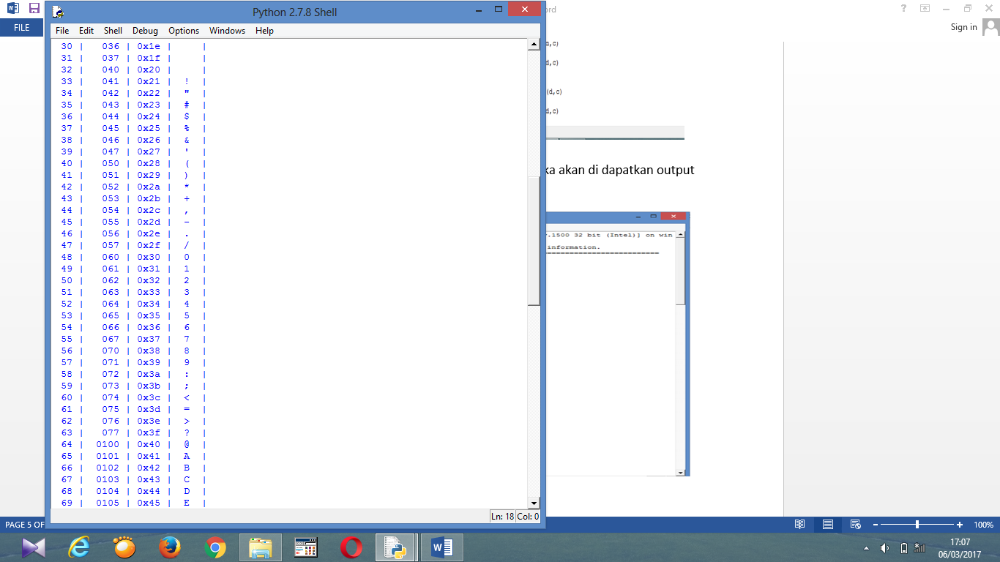 Python 2.7.8 Shell
ord
FILE
Sign in
File Edit Shell Debug Options Windows Help
30 | 036 | 0x1e | |
31 | 037 | 0x1f | |
32 | 040 | 0x20 | |
33 | 041 | 0x21 | ! |
34 | 042 | 0x22 | " |
35 | 043 | 0x23 | # |
36 | 044 | 0x24 | $ |
37 | 045 | 0x25 | % |
38 | 046 | 0x26 | & |
39 | 047 | 0x27 | ' |
40 | 050 | 0x28 | ( |
41 | 051 | 0x29 | ) |
42 | 052 | 0x2a | * |
43 | 053 | 0x2b | + |
44 | 054 | 0x2c | , |
45 | 055 | 0x2d | - |
46 | 056 | 0x2e | . |
47 | 057 | 0x2f | / |
48 | 060 | 0x30 | 0 |
49 | 061 | 0x31 | 1 |
50 | 062 | 0x32 | 2 |
51 | 063 | 0x33 | 3 |
52 | 064 | 0x34 | 4 |
53 | 065 | 0x35 | 5 |
54 | 066 | 0x36 | 6 |
55 | 067 | 0x37 | 7 |
56 | 070 | 0x38 | 8 |
57 | 071 | 0x39 | 9 |
58 | 072 | 0x3a | : |
59 | 073 | 0x3b | ; |
60 | 074 | 0x3c | < |
61 | 075 | 0x3d | = |
62 | 076 | 0x3e | > |
63 | 077 | 0x3f | ? |
64 | 0100 | 0x40 | @ |
65 | 0101 | 0x41 | A |
66 | 0102 | 0x42 | B |
67 | 0103 | 0x43 | C |
68 | 0104 | 0x44 | D |
69 | 0105 | 0x45 | E |
Ln: 18 Col: 0
d,c)
d,c)
(d,c)
d,c)
ka akan di dapatkan output
.1500 32 bit (Intel)] on win
information.
PAGE 5 OF
100%
17:07
06/03/2017